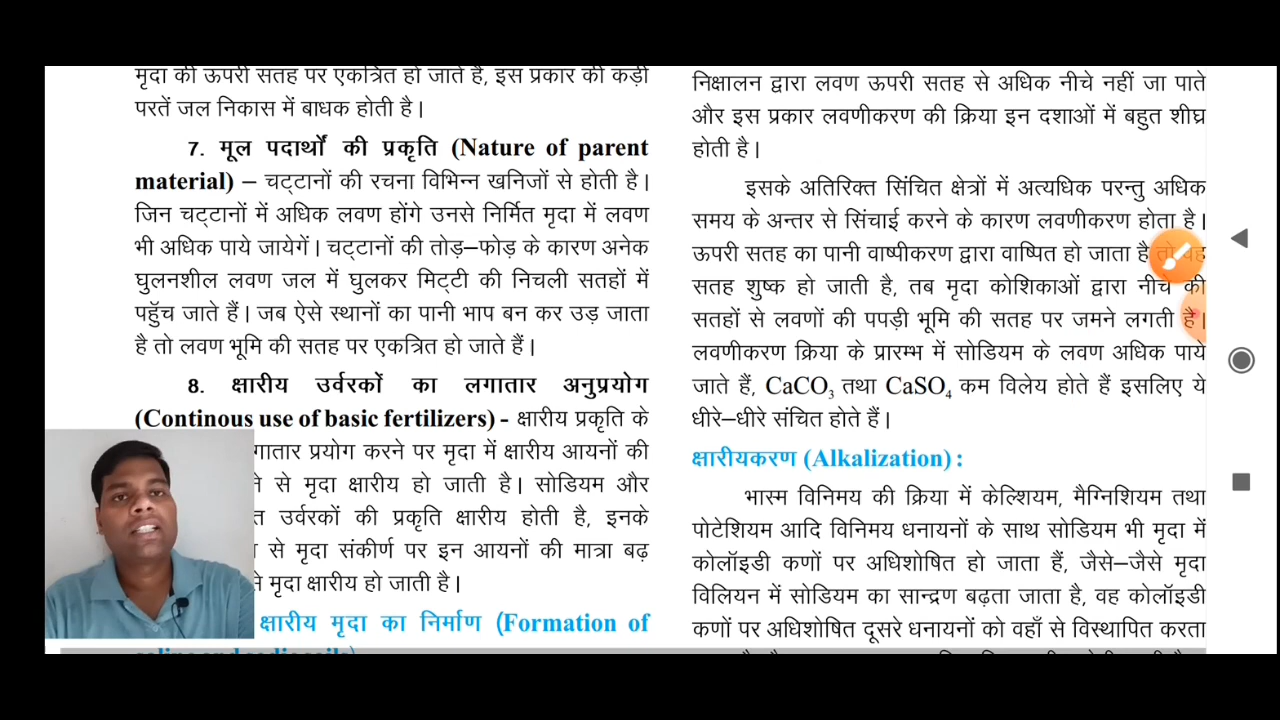 मृदा की ऊपरी सतह पर एकत्रित हो जाते है, इस प्रकार की कड़ी
परतें जल निकास में बाधक होती है।
7. मूल पदार्थों की प्रकृति (Nature of parent
material) – चट्टानों की रचना विभिन्न खनिजों से होती है।
जिन चट्टानों में अधिक लवण होंगे उनसे निर्मित मृदा में लवण
भी अधिक पाये जायेगें। चट्टानों की तोड़–फोड़ के कारण अनेक
घुलनशील लवण जल में घुलकर मिट्टी की निचली सतहों में
पहुँच जाते हैं। जब ऐसे स्थानों का पानी भाप बन कर उड़ जाता
है तो लवण भूमि की सतह पर एकत्रित हो जाते हैं।
8. क्षारीय उर्वरकों का लगातार अनुप्रयोग
(Continous use of basic fertilizers) - क्षारीय प्रकृति के
प्रयोग करने पर मृदा में क्षारीय आयनों की
से मृदा क्षारीय हो जाती है। सोडियम और
उर्वरकों की प्रकृति क्षारीय होती है, इनके
से मृदा संकीर्ण पर इन आयनों की मात्रा बढ़
मृदा क्षारीय हो जाती है।
क्षारीय मृदा का निर्माण (Formation of
निक्षालन द्वारा लवण ऊपरी सतह से अधिक नीचे नहीं जा पाते
और इस प्रकार लवणीकरण की क्रिया इन दशाओं में बहुत शीघ्र
होती है।
इसके अतिरिक्त सिंचित क्षेत्रों में अत्यधिक परन्तु अधिक
समय के अन्तर से सिंचाई करने के कारण लवणीकरण होता है।
ऊपरी सतह का पानी वाष्पीकरण द्वारा वाष्पित हो जाता है तो वह
सतह शुष्क हो जाती है, तब मृदा कोशिकाओं द्वारा नीचे की
सतहों से लवणों की पपड़ी भूमि की सतह पर जमने लगती है।
लवणीकरण क्रिया के प्रारम्भ में सोडियम के लवण अधिक पाये
जाते हैं, CaCO₃ तथा CaSO₄ कम विलेय होते हैं इसलिए ये
धीरे–धीरे संचित होते हैं।
क्षारीयकरण (Alkalization) :
भास्म विनिमय की क्रिया में केल्शियम, मैग्निशियम तथा
पोटेशियम आदि विनिमय धनायनों के साथ सोडियम भी मृदा में
कोलॉइडी कणों पर अधिशोषित हो जाता हैं, जैसे–जैसे मृदा
विलियन में सोडियम का सान्द्रण बढ़ता जाता है, वह कोलॉइडी
कणों पर अधिशोषित दूसरे धनायनों को वहाँ से विस्थापित करता